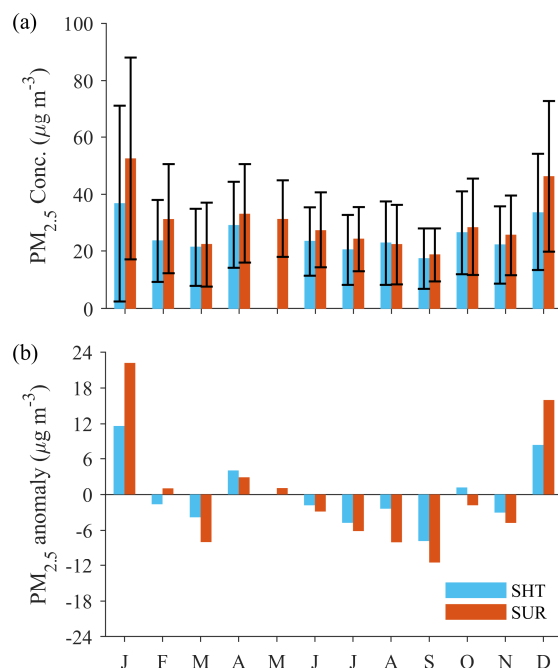 (a)
PM2.5 Conc. (μg m-3)
100
80
60
40
20
0
(b)
PM2.5 anomaly (μg m-3)
24
12
6
0
-6
-12
-18
-24
SHT
SUR
J F M A M J J A S O N D